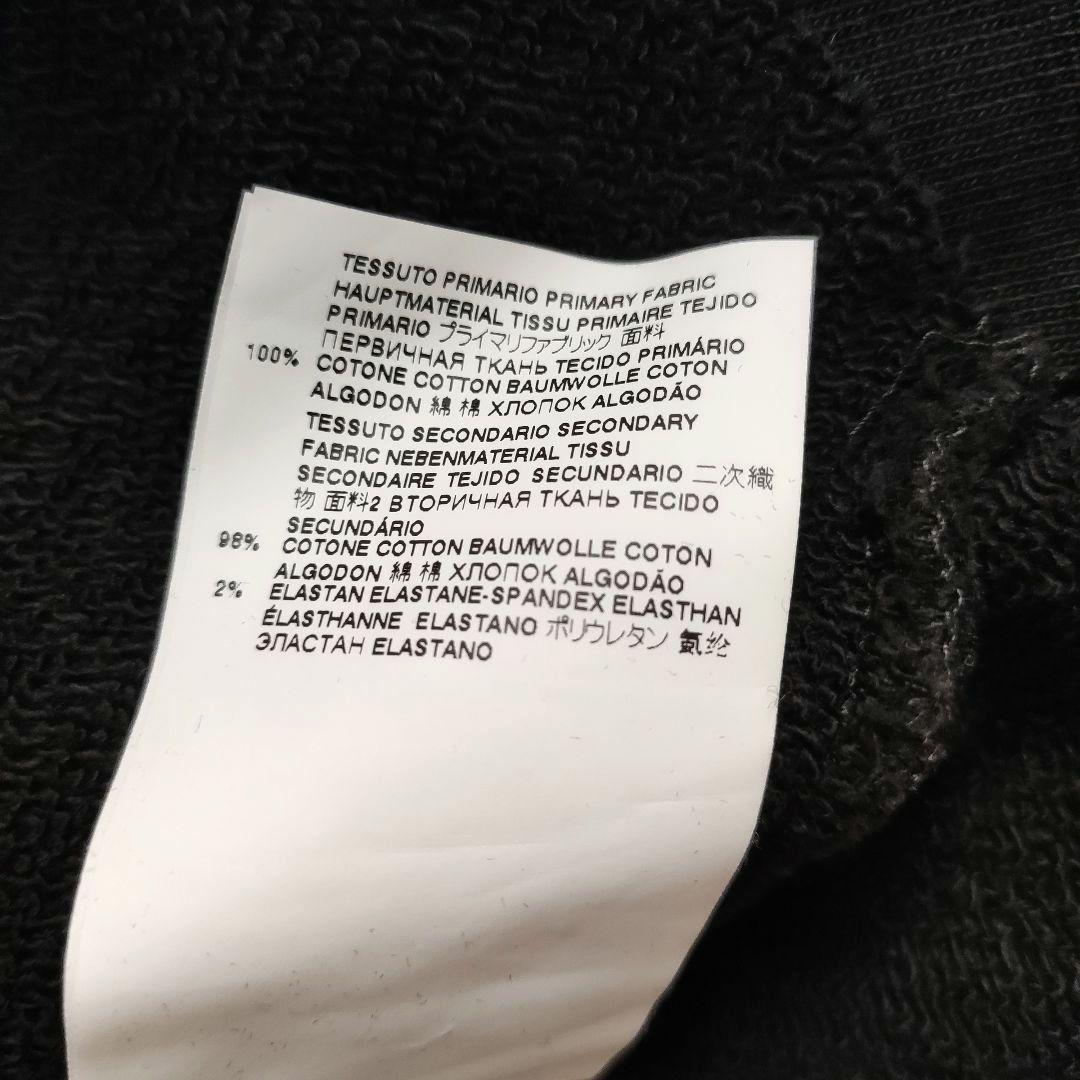 TESSUTO PRIMARIO PRIMARY FABRIC
HAUPTMATERIAL TISSU PRIMAIRE TEJIDO
PRIMARIO プライマリファブリック 面料
ПЕРВИЧНАЯ ТКАНЬ TECIDO PRIMÁRIO
100% COTONE COTTON BAUMWOLLE COTON
ALGODON 綿 棉 ХЛОПОК ALGODÃO
TESSUTO SECONDARIO SECONDARY
FABRIC NEBENMATERIAL TISSU
SECONDAIRE TEJIDO SECUNDARIO 二次織
物 面料2 ВТОРИЧНАЯ ТКАНЬ TECIDO
SECUNDÁRIO
98% COTONE COTTON BAUMWOLLE COTON
ALGODON 綿 棉 ХЛОПОК ALGODÃO
2% ELASTAN ELASTANE-SPANDEX ELASTHAN
ÉLASTHANNE ELASTANO ポリウレタン 氨纶
ЭЛАСТАН ELASTANO